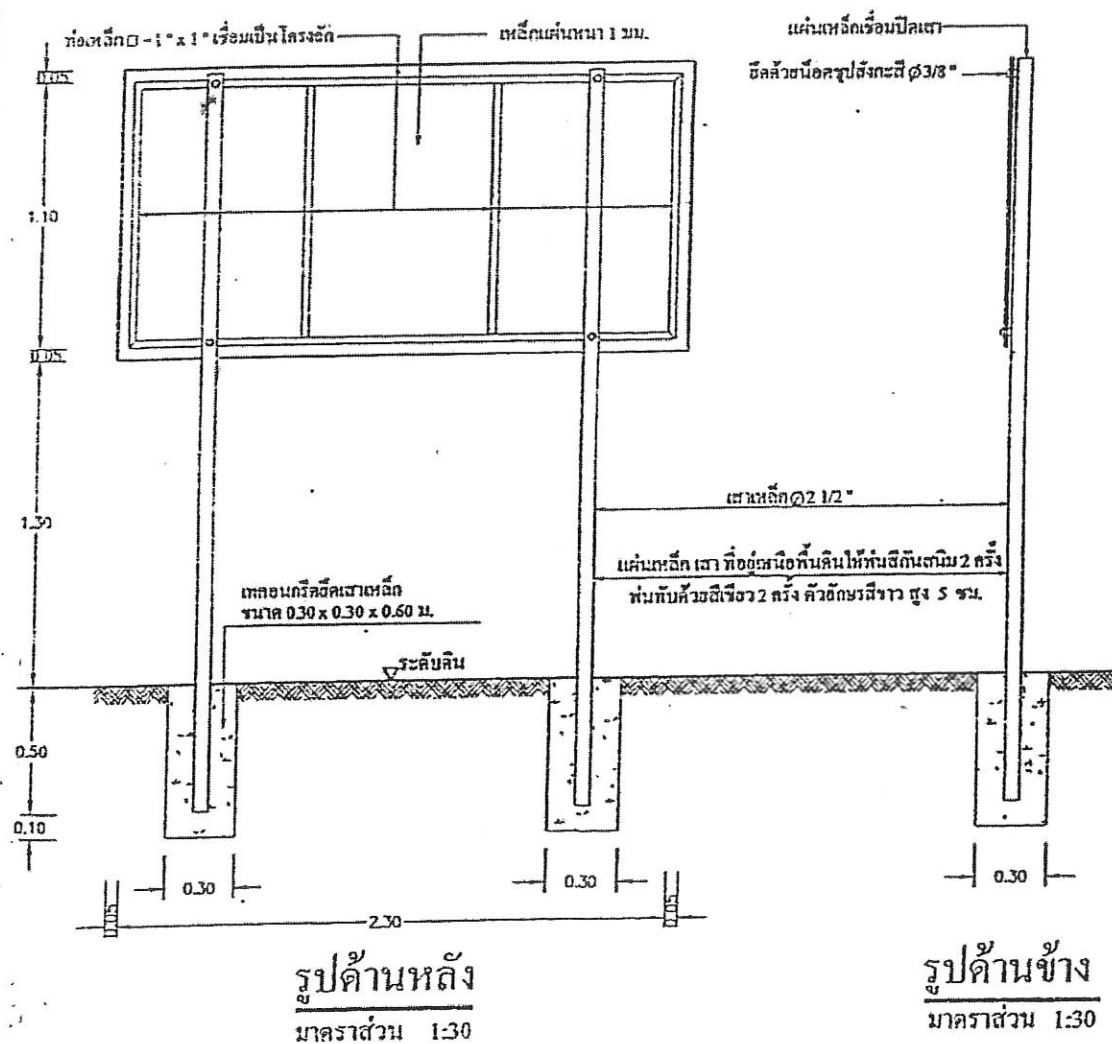 ท่อเหล็ก□-1"x 1"เชื่อมเป็นโครงยึด
เหล็กแผ่นหนา 1 มม.
แผ่นเหล็กเชื่อมปิดเสา
ยึดด้วยน็อตชุปสังกะสี Ø3/8"
0.05
1.10
0.05
1.30
เสาเหล็กØ2 1/2"
แผ่นเหล็ก เสา ที่อยู่เหนือพื้นดินให้พ่นสีกันสนิม 2 ครั้ง
พ่นทับด้วยสีเขียว 2 ครั้ง ตัวอักษรสีขาว สูง 5 ซม.
เทคอนกรีตยึดเสาเหล็ก
ขนาด 0.30 x 0.30 x 0.60 ม.
ระดับดิน
0.50
0.10
0.30
0.30
0.30
0.05
2.30
0.05
รูปด้านหลัง
มาตราส่วน 1:30
รูปด้านข้าง
มาตราส่วน 1:30